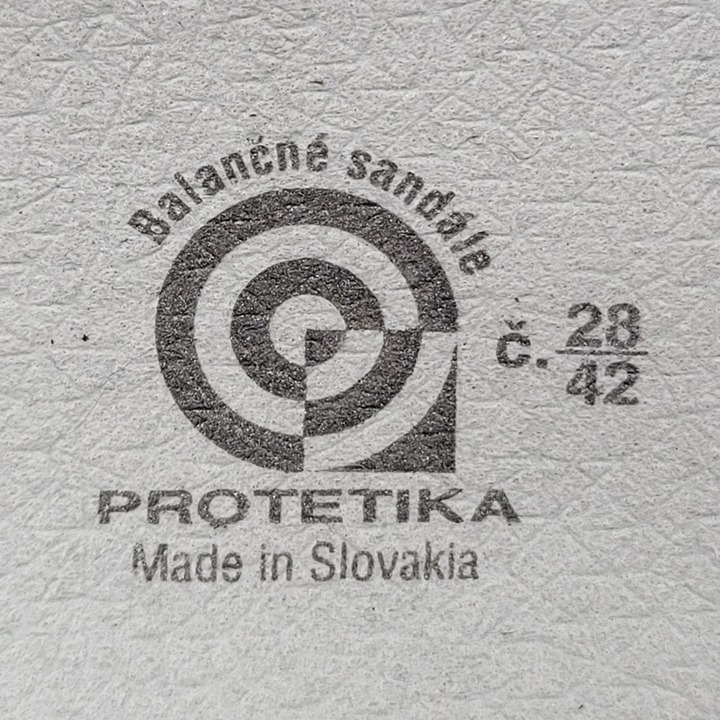 Balančné sandále
č. 28/42
PROTETIKA
Made in Slovakia